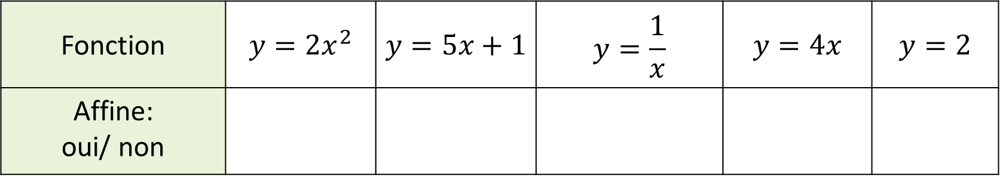 Fonction y = 2x² y = 5x + 1 y = 1/x y = 4x y = 2
Affine:
oui/ non